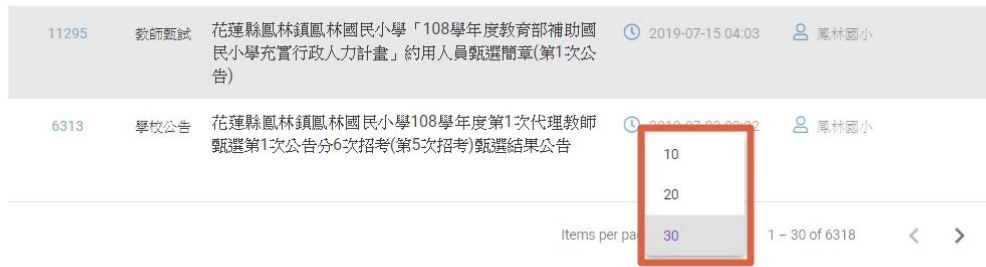 11295 教師甄試 花蓮縣鳳林鎮鳳林國民小學「108學年度教育部補助國 2019-07-15 04:03 鳳林國小
民小學充實行政人力計畫」約用人員甄選簡章(第1次公
告)
6313 學校公告 花蓮縣鳳林鎮鳳林國民小學108學年度第1次代理教師 鳳林國小
甄選第1次公告分6次招考(第5次招考)甄選結果公告
10
20
Items per 30 1 – 30 of 6318